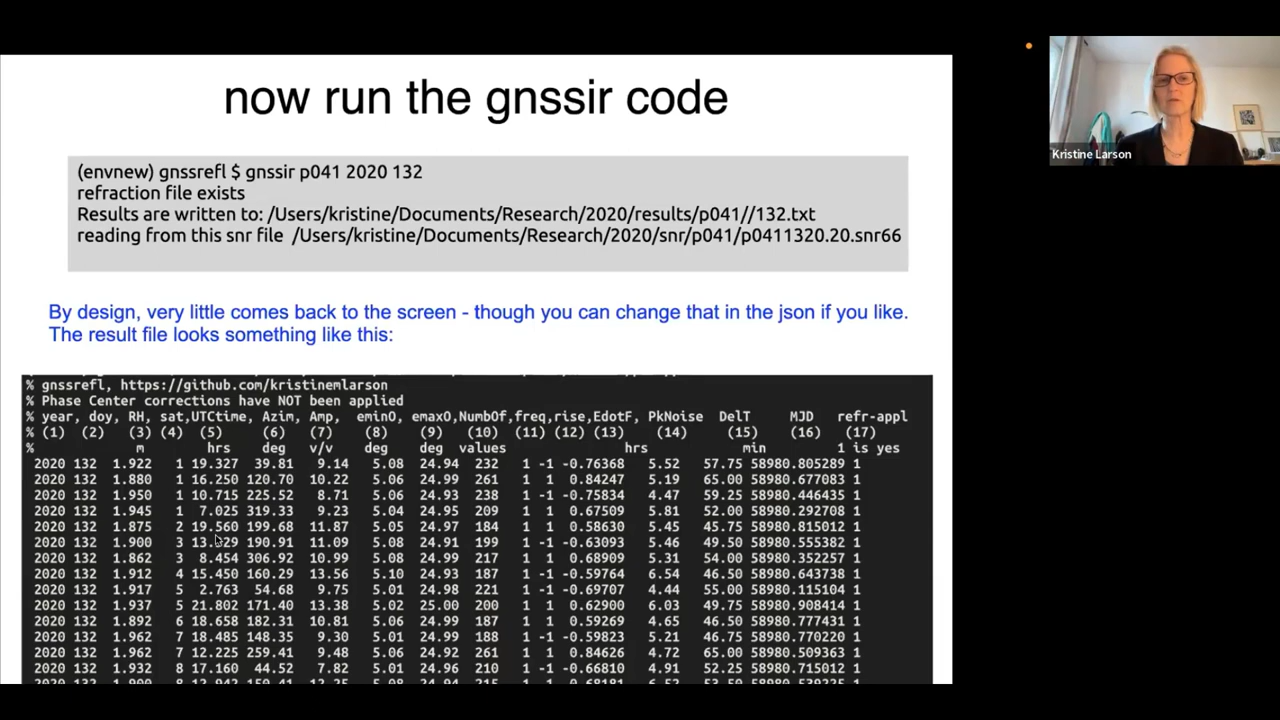 now run the gnssir code
(envnew) gnssrefl $ gnssir p041 2020 132
refraction file exists
Results are written to: /Users/kristine/Documents/Research/2020/results/p041//132.txt
reading from this snr file /Users/kristine/Documents/Research/2020/snr/p041/p0411320.20.snr66
By design, very little comes back to the screen - though you can change that in the json if you like.
The result file looks something like this:
% gnssrefl, https://github.com/kristinemlarson
% Phase Center corrections have NOT been applied
% year, doy, RH, sat,UTCtime, Azim, Amp, eminO, emaxO,NumbOf,freq,rise,EdotF, PkNoise DelT MJD refr-appl
% (1) (2) (3) (4) (5) (6) (7) (8) (9) (10) (11) (12) (13) (14) (15) (16) (17)
% m hrs deg v/v deg deg values hrs min 1 is yes
2020 132 1.922 1 19.327 39.81 9.14 5.08 24.94 232 1 -1 -0.76368 5.52 57.75 58980.805289 1
2020 132 1.880 1 16.250 120.70 10.22 5.06 24.99 261 1 1 0.84247 5.19 65.00 58980.677083 1
2020 132 1.950 1 10.715 225.52 8.71 5.06 24.93 238 1 -1 -0.75834 4.47 59.25 58980.446435 1
2020 132 1.945 1 7.025 319.33 9.23 5.04 24.95 209 1 1 0.67509 5.81 52.00 58980.292708 1
2020 132 1.875 2 19.560 199.68 11.87 5.05 24.97 184 1 1 0.58630 5.45 45.75 58980.815012 1
2020 132 1.900 3 190.91 11.09 5.08 24.94 199 1 -1 -0.63093 5.46 49.50 58980.555382 1
2020 132 1.862 3 8.454 306.92 10.99 5.08 24.99 217 1 1 0.68909 5.31 54.00 58980.352257 1
2020 132 1.912 4 15.450 160.29 13.56 5.10 24.93 187 1 -1 -0.59764 6.54 46.50 58980.643738 1
2020 132 1.917 5 2.763 54.68 9.75 5.01 24.98 221 1 -1 -0.69707 4.44 55.00 58980.115104 1
2020 132 1.937 5 21.802 171.40 13.38 5.02 25.00 200 1 1 0.62900 6.03 49.75 58980.908414 1
2020 132 1.892 6 18.658 182.31 10.81 5.06 24.99 187 1 1 0.59269 4.65 46.50 58980.777431 1
2020 132 1.962 7 18.485 148.35 9.30 5.01 24.99 188 1 -1 -0.59823 5.21 46.75 58980.770220 1
2020 132 1.962 7 12.225 259.41 9.48 5.06 24.92 261 1 1 0.84626 4.72 65.00 58980.509363 1
2020 132 1.932 8 17.160 44.52 7.82 5.01 24.96 210 1 -1 -0.66810 4.91 52.25 58980.715012 1
Kristine Larson